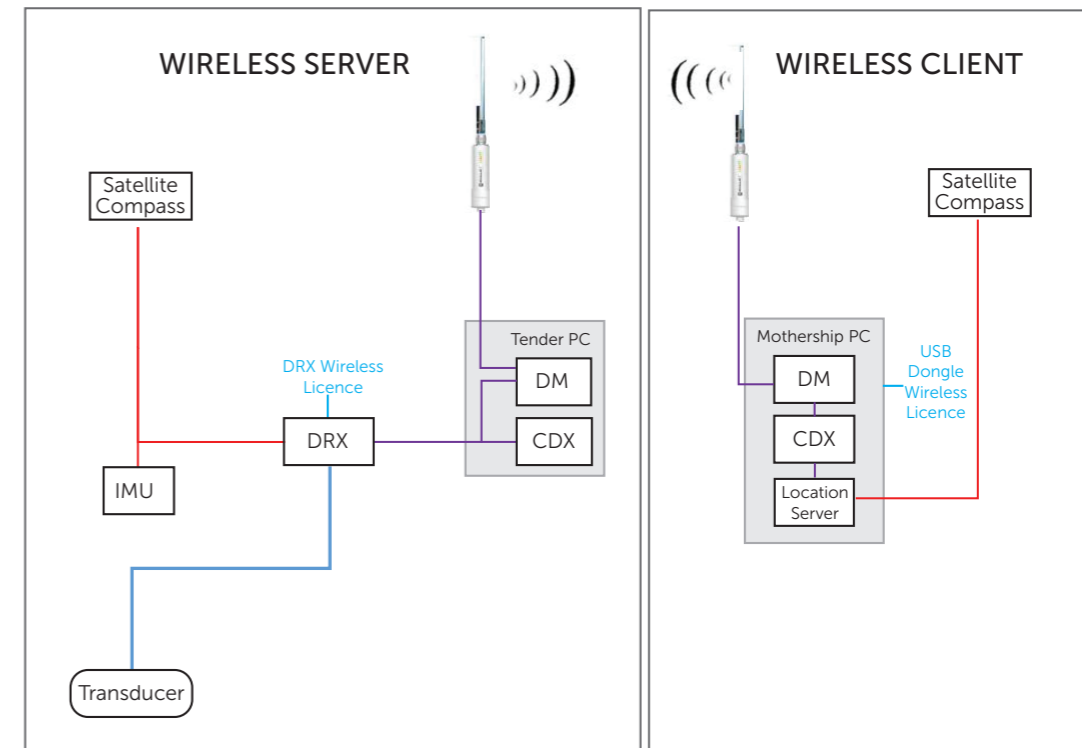 WIRELESS SERVER
Satellite
Compass
Tender PC
DRX Wireless
Licence
DM
DRX
CDX
IMU
Transducer
WIRELESS CLIENT
Satellite
Compass
Mothership PC
USB
Dongle
Wireless
Licence
DM
CDX
Location
Server